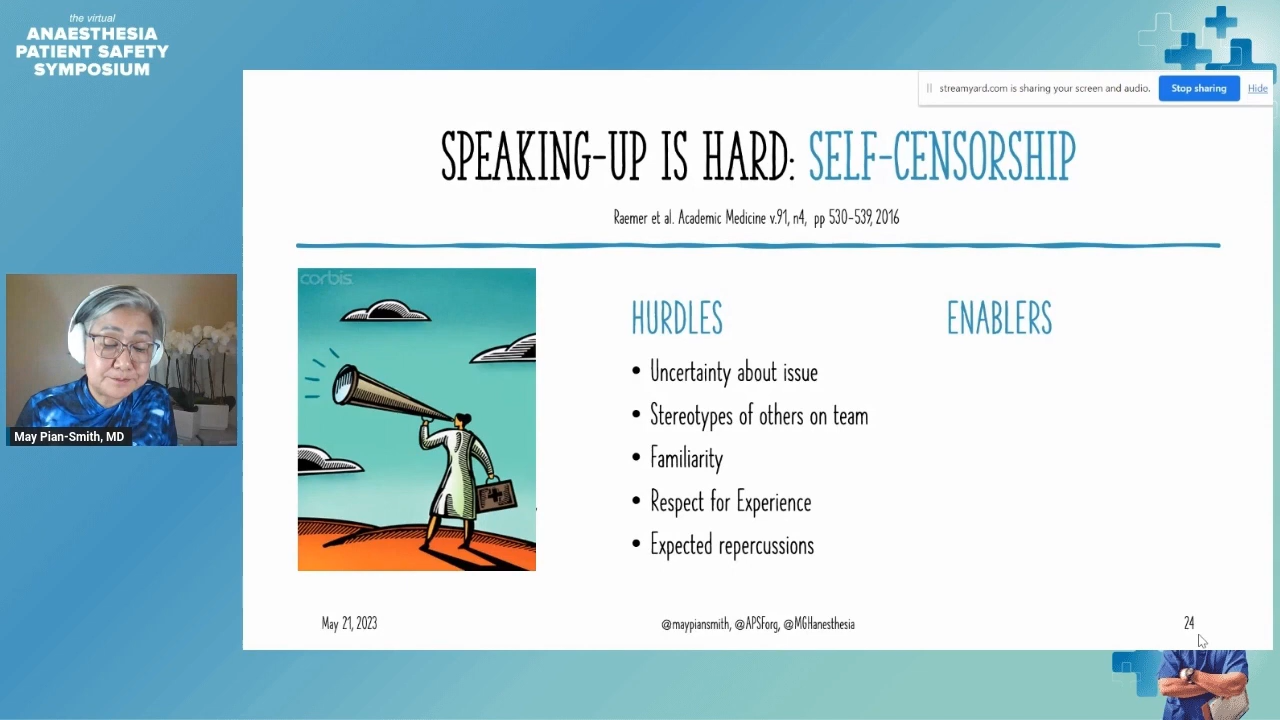 the virtual
ANAESTHESIA
PATIENT SAFETY
SYMPOSIUM
streamyard.com is sharing your screen and audio.
Stop sharing
Hide
SPEAKING-UP IS HARD: SELF-CENSORSHIP
Raemer et al. Academic Medicine v.91, n4, pp 530-539, 2016
corbis.
HURDLES
• Uncertainty about issue
• Stereotypes of others on team
• Familiarity
• Respect for Experience
• Expected repercussions
ENABLERS
May Pian-Smith, MD
May 21, 2023
@maypiansmith, @APSForg, @MGHanesthesia
24